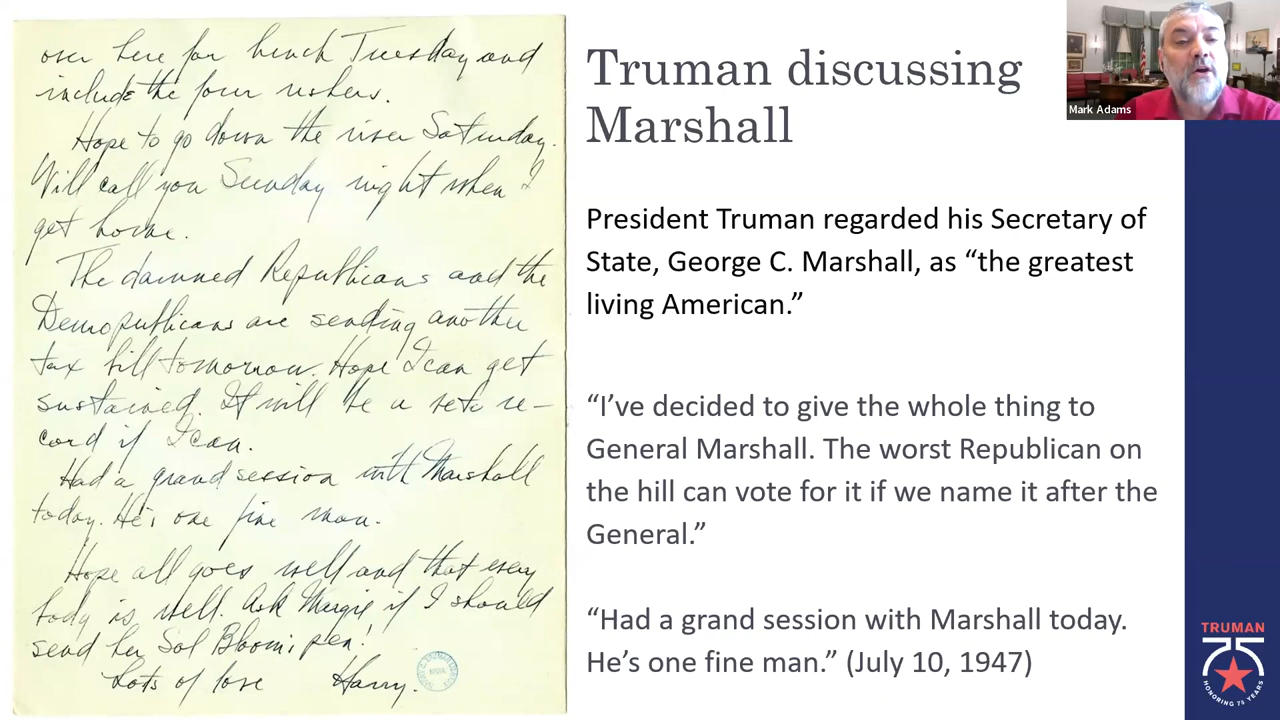 over here for lunch Tuesday and
include the four ushers.
Hope to go down the river Saturday.
Will call you Sunday night when I
get home.
The damned Republicans and the
Demopublicans are sending another
tax bill tomorrow. Hope I can get
sustained. It will be a veto re-
cord if I can.
Had a grand session with Marshall
today. He's one fine man.
Hope all goes well and that every
body is well. Ask Margie if I should
send her Sol Bloom's pen!
Lots of love Harry.
Truman discussing
Marshall
President Truman regarded his Secretary of
State, George C. Marshall, as “the greatest
living American.”
“I’ve decided to give the whole thing to
General Marshall. The worst Republican on
the hill can vote for it if we name it after the
General.”
“Had a grand session with Marshall today.
He’s one fine man.” (July 10, 1947)
Mark Adams
TRUMAN
75
HONORING 75 YEARS